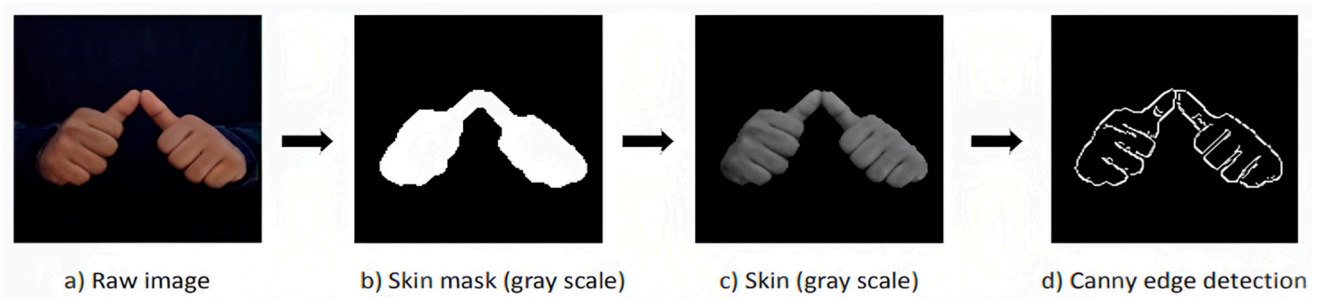 a) Raw image
b) Skin mask (gray scale)
c) Skin (gray scale)
d) Canny edge detection